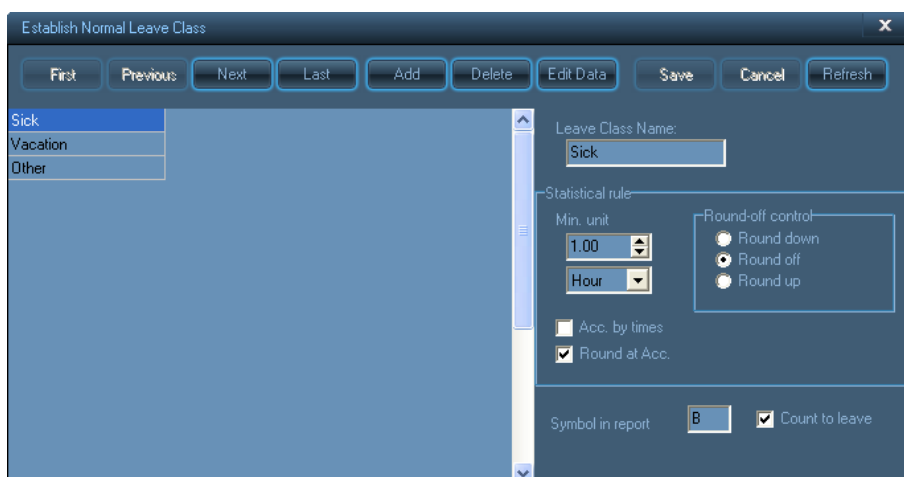 Establish Normal Leave Class x
First Previous Next Last Add Delete Edit Data Save Cancel Refresh
Sick
Vacation
Other
Leave Class Name:
Sick
Statistical rule
Min. unit
1.00
Hour
Round-off control
Round down
Round off
Round up
Acc. by times
Round at Acc.
Symbol in report B Count to leave